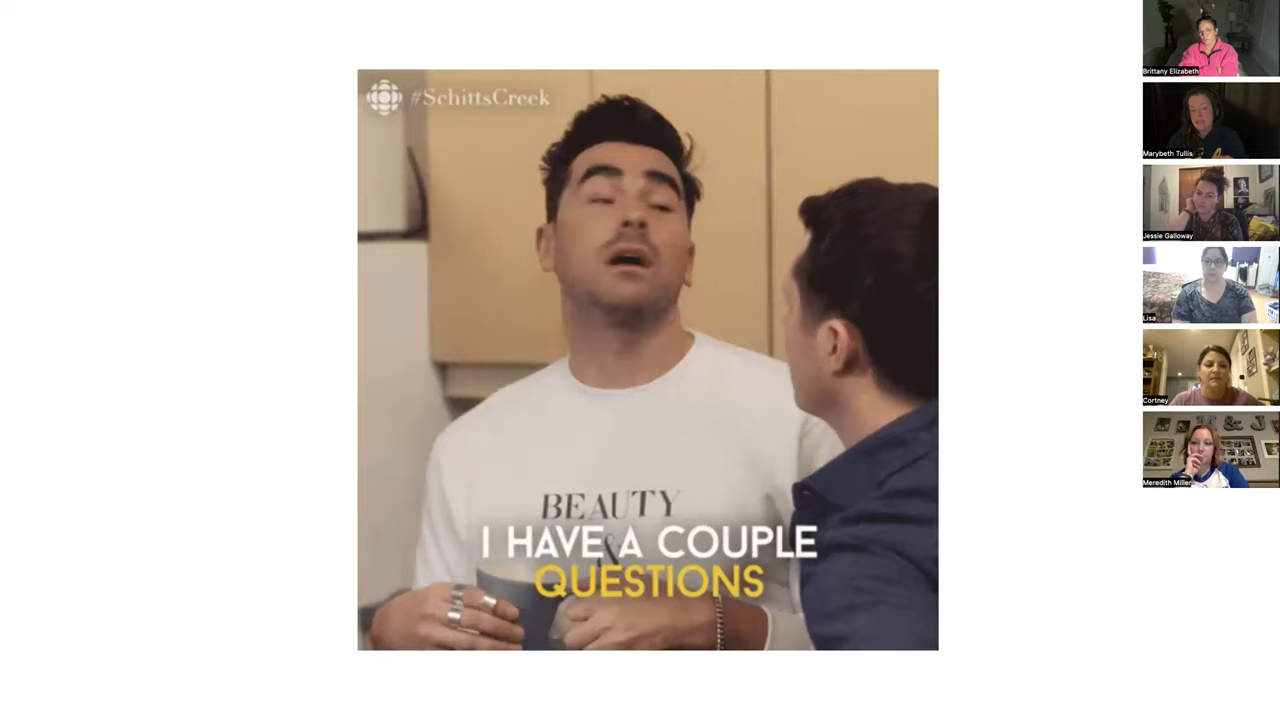 #SchittsCreek
BEAUTY
&
I HAVE A COUPLE
QUESTIONS
Brittany Elizabeth
Marybeth Tullis
Jessie Galloway
Lisa
Cortney
M & J
Meredith Miller